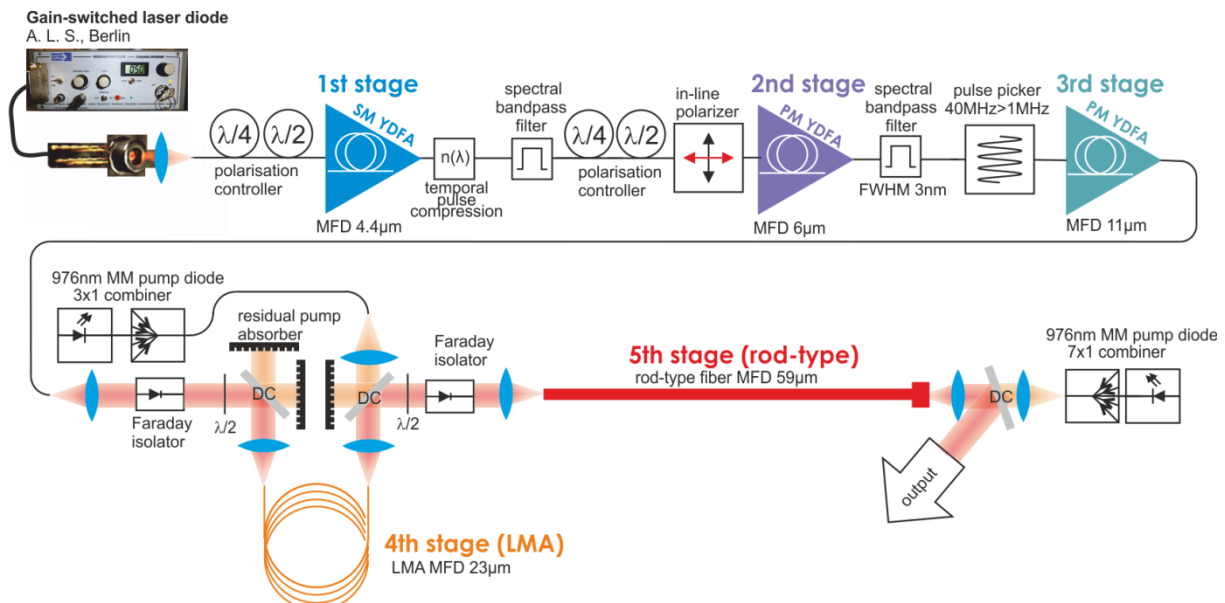 Gain-switched laser diode
A. L. S., Berlin
1st stage
SM YDFA
MFD 4.4µm
λ/4 λ/2
polarisation
controller
n(λ)
temporal
pulse
compression
spectral
bandpass
filter
λ/4 λ/2
polarisation
controller
in-line
polarizer
2nd stage
PM YDFA
MFD 6µm
spectral
bandpass
filter
FWHM 3nm
pulse picker
40MHz>1MHz
3rd stage
PM YDFA
MFD 11µm
976nm MM pump diode
3x1 combiner
residual pump
absorber
Faraday
isolator
λ/2
DC
DC
λ/2
Faraday
isolator
4th stage (LMA)
LMA MFD 23µm
5th stage (rod-type)
rod-type fiber MFD 59µm
DC
output
976nm MM pump diode
7x1 combiner